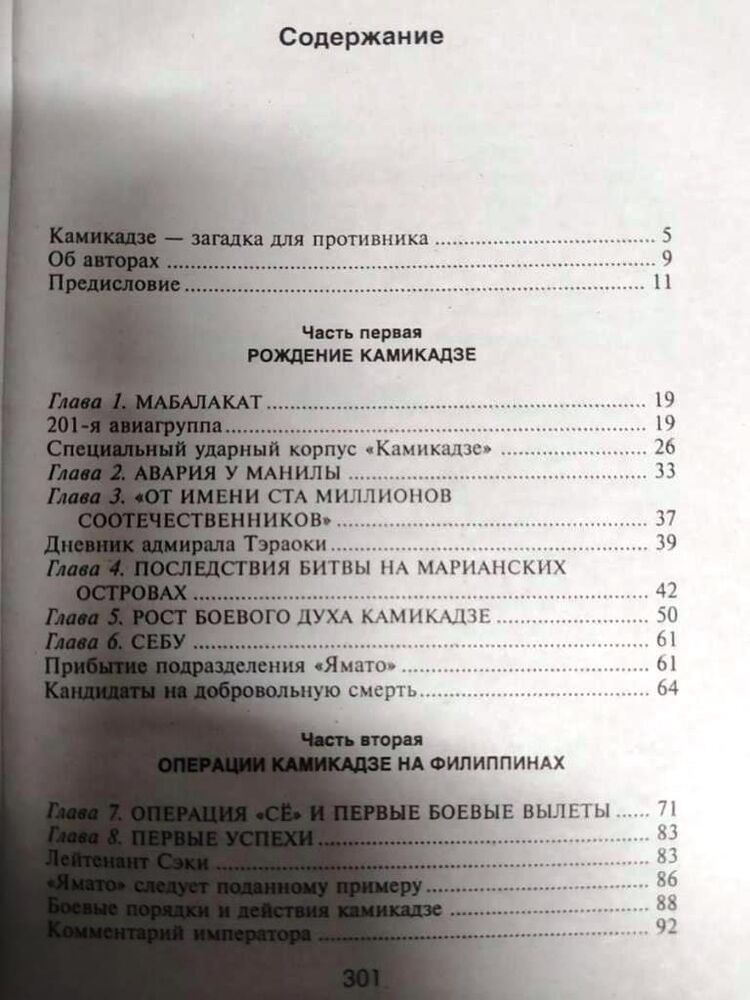 Содержание
Камикадзе — загадка для противника ........ 5
Об авторах ........ 9
Предисловие ........ 11
Часть первая
РОЖДЕНИЕ КАМИКАДЗЕ
Глава 1. МАБАЛАКАТ ........ 19
201-я авиагруппа ........ 19
Специальный ударный корпус «Камикадзе» ........ 26
Глава 2. АВАРИЯ У МАНИЛЫ ........ 33
Глава 3. «ОТ ИМЕНИ СТА МИЛЛИОНОВ
СООТЕЧЕСТВЕННИКОВ» ........ 37
Дневник адмирала Тэраоки ........ 39
Глава 4. ПОСЛЕДСТВИЯ БИТВЫ НА МАРИАНСКИХ
ОСТРОВАХ ........ 42
Глава 5. РОСТ БОЕВОГО ДУХА КАМИКАДЗЕ ........ 50
Глава 6. СЕБУ ........ 61
Прибытие подразделения «Ямато» ........ 61
Кандидаты на добровольную смерть ........ 64
Часть вторая
ОПЕРАЦИИ КАМИКАДЗЕ НА ФИЛИППИНАХ
Глава 7. ОПЕРАЦИЯ «СЁ» И ПЕРВЫЕ БОЕВЫЕ ВЫЛЕТЫ ...... 71
Глава 8. ПЕРВЫЕ УСПЕХИ ........ 83
Лейтенант Сэки ........ 83
«Ямато» следует поданному примеру ........ 86
Боевые порядки и действия камикадзе ........ 88
Комментарий императора ........ 92
301